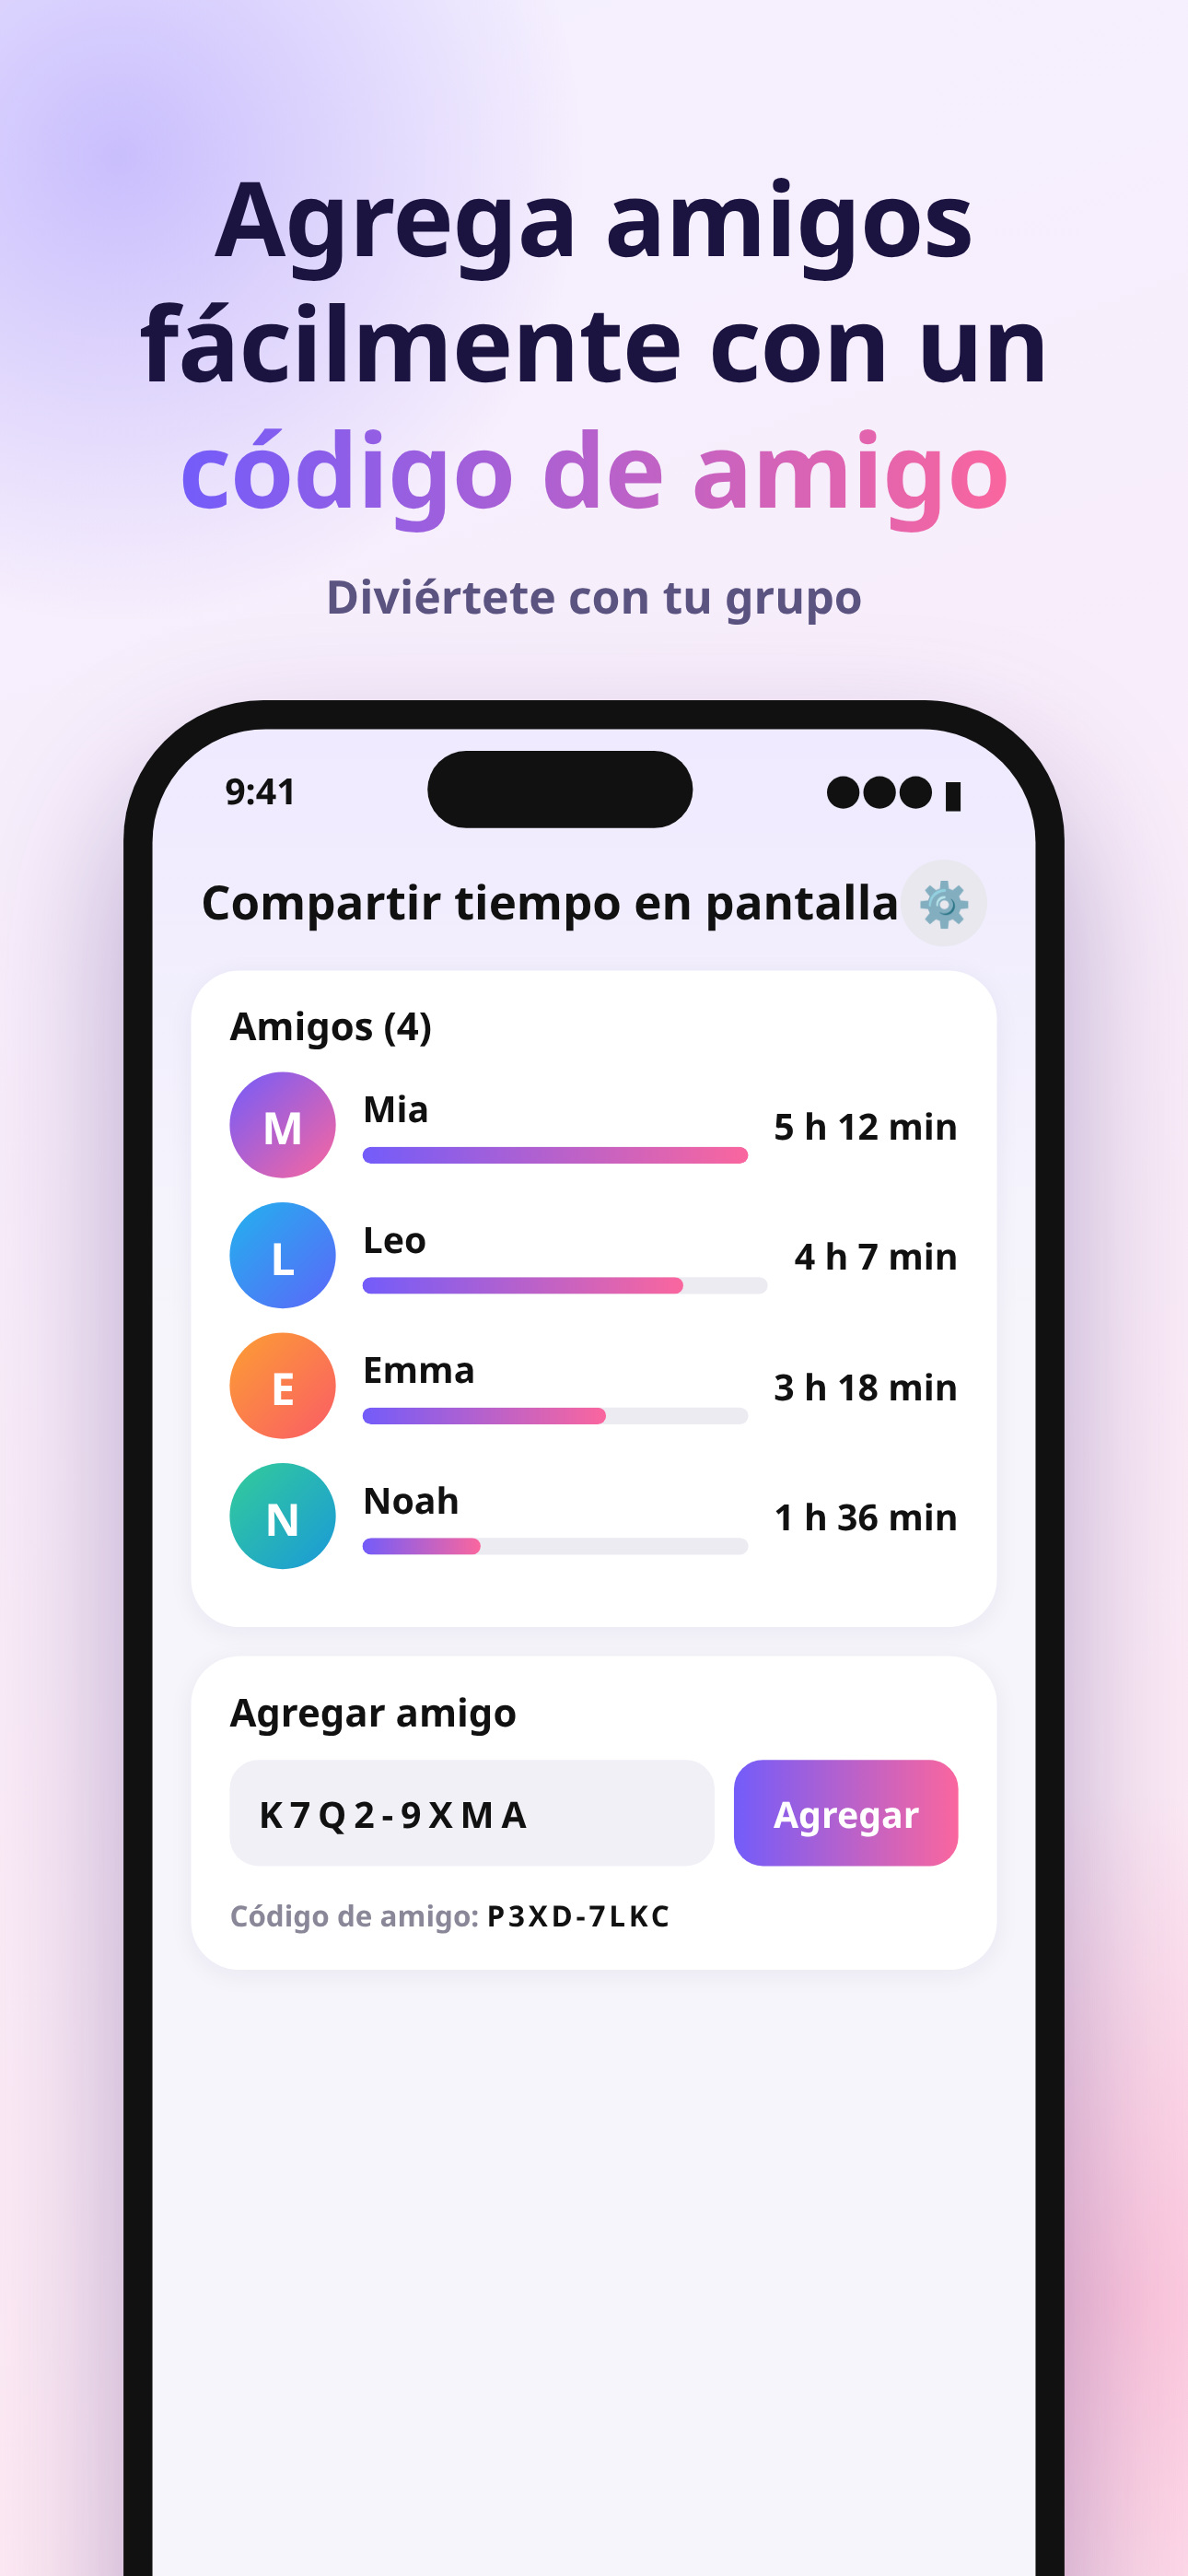 Agrega amigos
fácilmente con un
código de amigo
Diviértete con tu grupo
9:41
Compartir tiempo en pantalla
Amigos (4)
M
Mia
5 h 12 min
L
Leo
4 h 7 min
E
Emma
3 h 18 min
N
Noah
1 h 36 min
Agregar amigo
K7Q2-9XMA
Agregar
Código de amigo: P3XD-7LKC